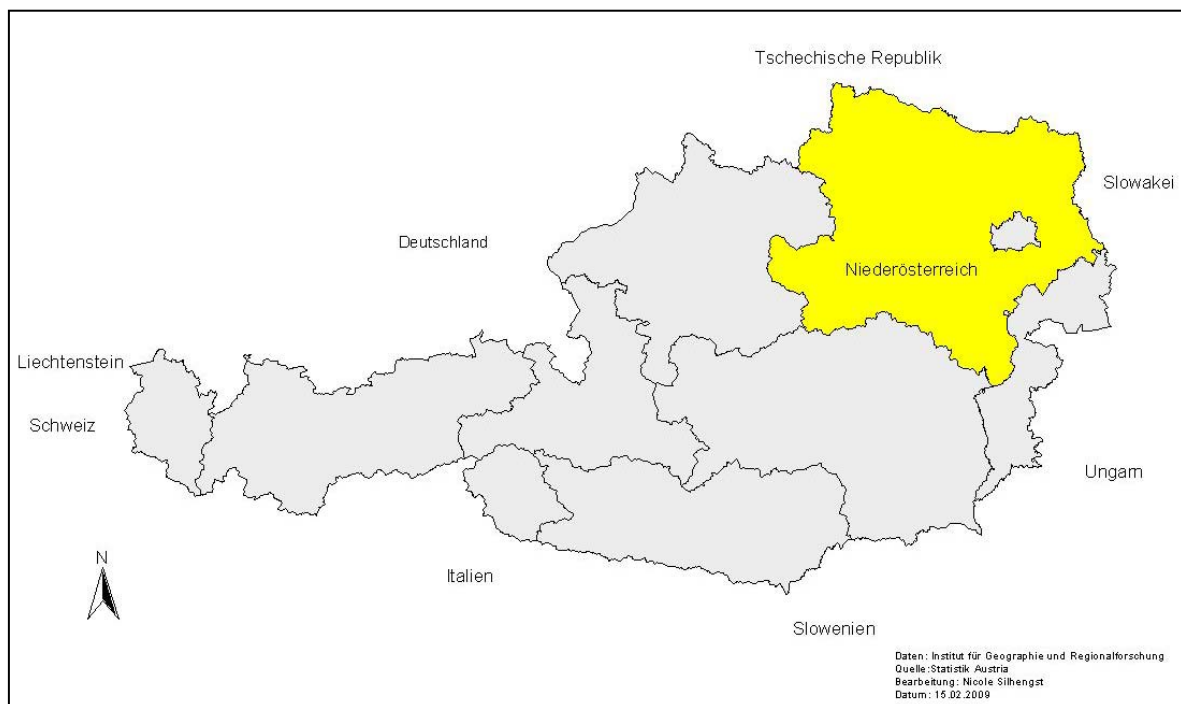 Tschechische Republik
Slowakei
Deutschland
Niederösterreich
Liechtenstein
Schweiz
Ungarn
N
Italien
Slowenien
Daten: Institut für Geographie und Regionalforschung
Quelle:Statistik Austria
Bearbeitung: Nicole Silhengst
Datum: 15.02.2009